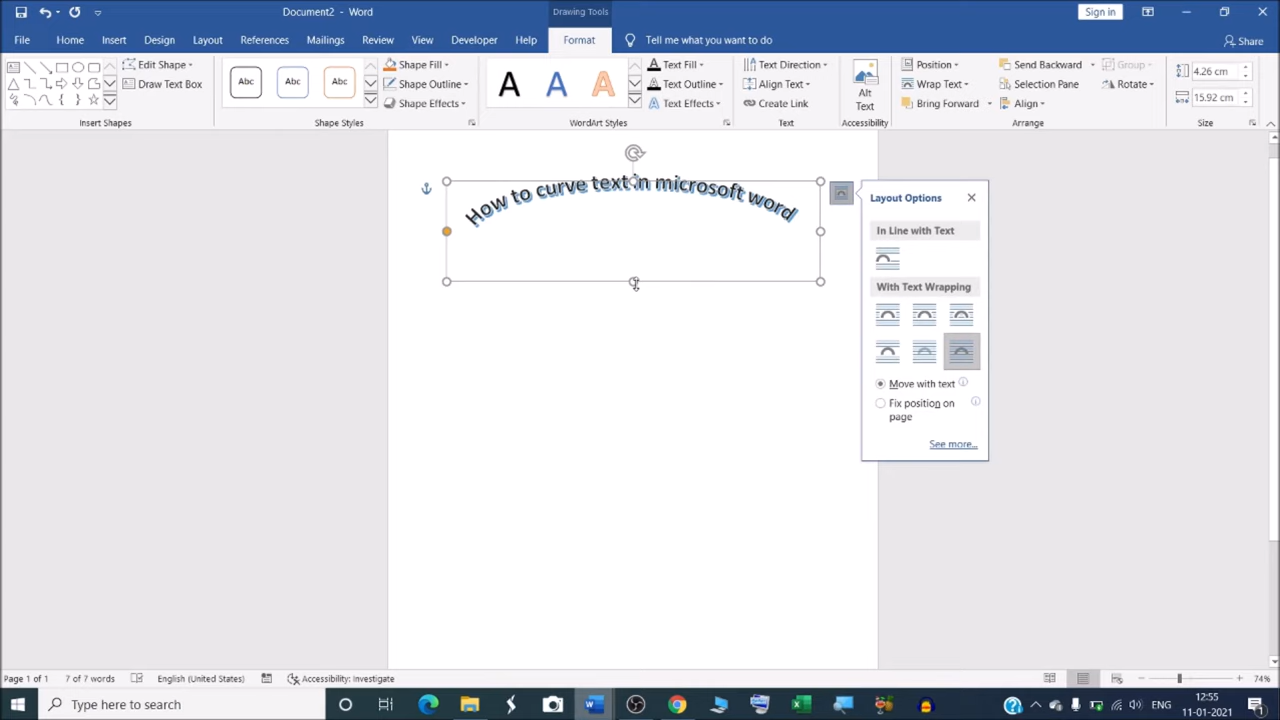 Document2 - Word
Drawing Tools
Sign in
File Home Insert Design Layout References Mailings Review View Developer Help Format Tell me what you want to do Share
Edit Shape
Draw Text Box
Insert Shapes
Abc Abc Abc
Shape Fill
Shape Outline
Shape Effects
Shape Styles
A A A
Text Fill
Text Outline
Text Effects
WordArt Styles
Text Direction
Align Text
Create Link
Text
Alt
Text
Accessibility
Position
Wrap Text
Bring Forward
Send Backward
Selection Pane
Align
Group
Rotate
Arrange
4.26 cm
15.92 cm
Size
How to curve text in microsoft word
Layout Options
In Line with Text
With Text Wrapping
Move with text
Fix position on
page
See more...
Page 1 of 1 7 of 7 words English (United States) Accessibility: Investigate 74%
Type here to search
12:55
11-01-2021
1